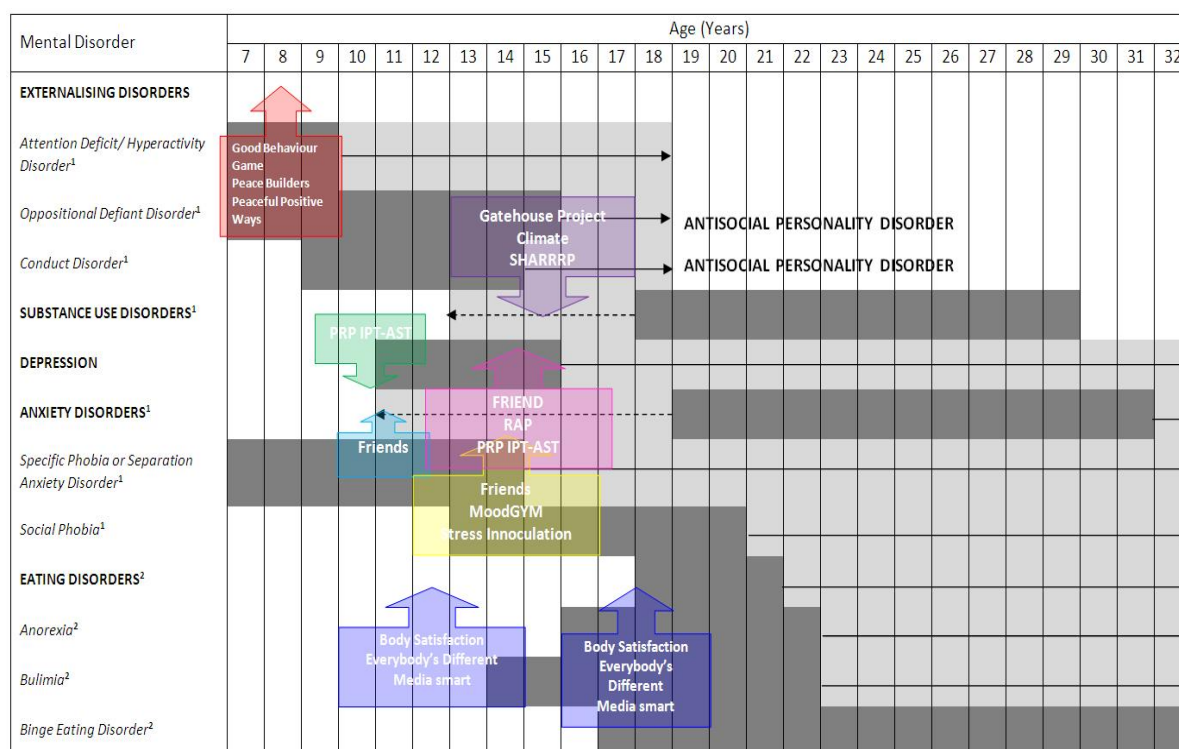 Mental Disorder
Age (Years)
7 8 9 10 11 12 13 14 15 16 17 18 19 20 21 22 23 24 25 26 27 28 29 30 31 32
EXTERNALISING DISORDERS
Attention Deficit/ Hyperactivity
Disorder¹
Good Behaviour
Game
Peace Builders
Peaceful Positive
Ways
Oppositional Defiant Disorder¹
Gatehouse Project
Climate
SHARRRP
ANTISOCIAL PERSONALITY DISORDER
Conduct Disorder¹
ANTISOCIAL PERSONALITY DISORDER
SUBSTANCE USE DISORDERS¹
PRP IPT-AST
DEPRESSION
ANXIETY DISORDERS¹
FRIEND
RAP
PRP IPT-AST
Friends
Specific Phobia or Separation
Anxiety Disorder¹
Friends
MoodGYM
Stress Innoculation
Social Phobia¹
EATING DISORDERS²
Anorexia²
Body Satisfaction
Everybody's Different
Media smart
Body Satisfaction
Everybody's
Different
Media smart
Bulimia²
Binge Eating Disorder²